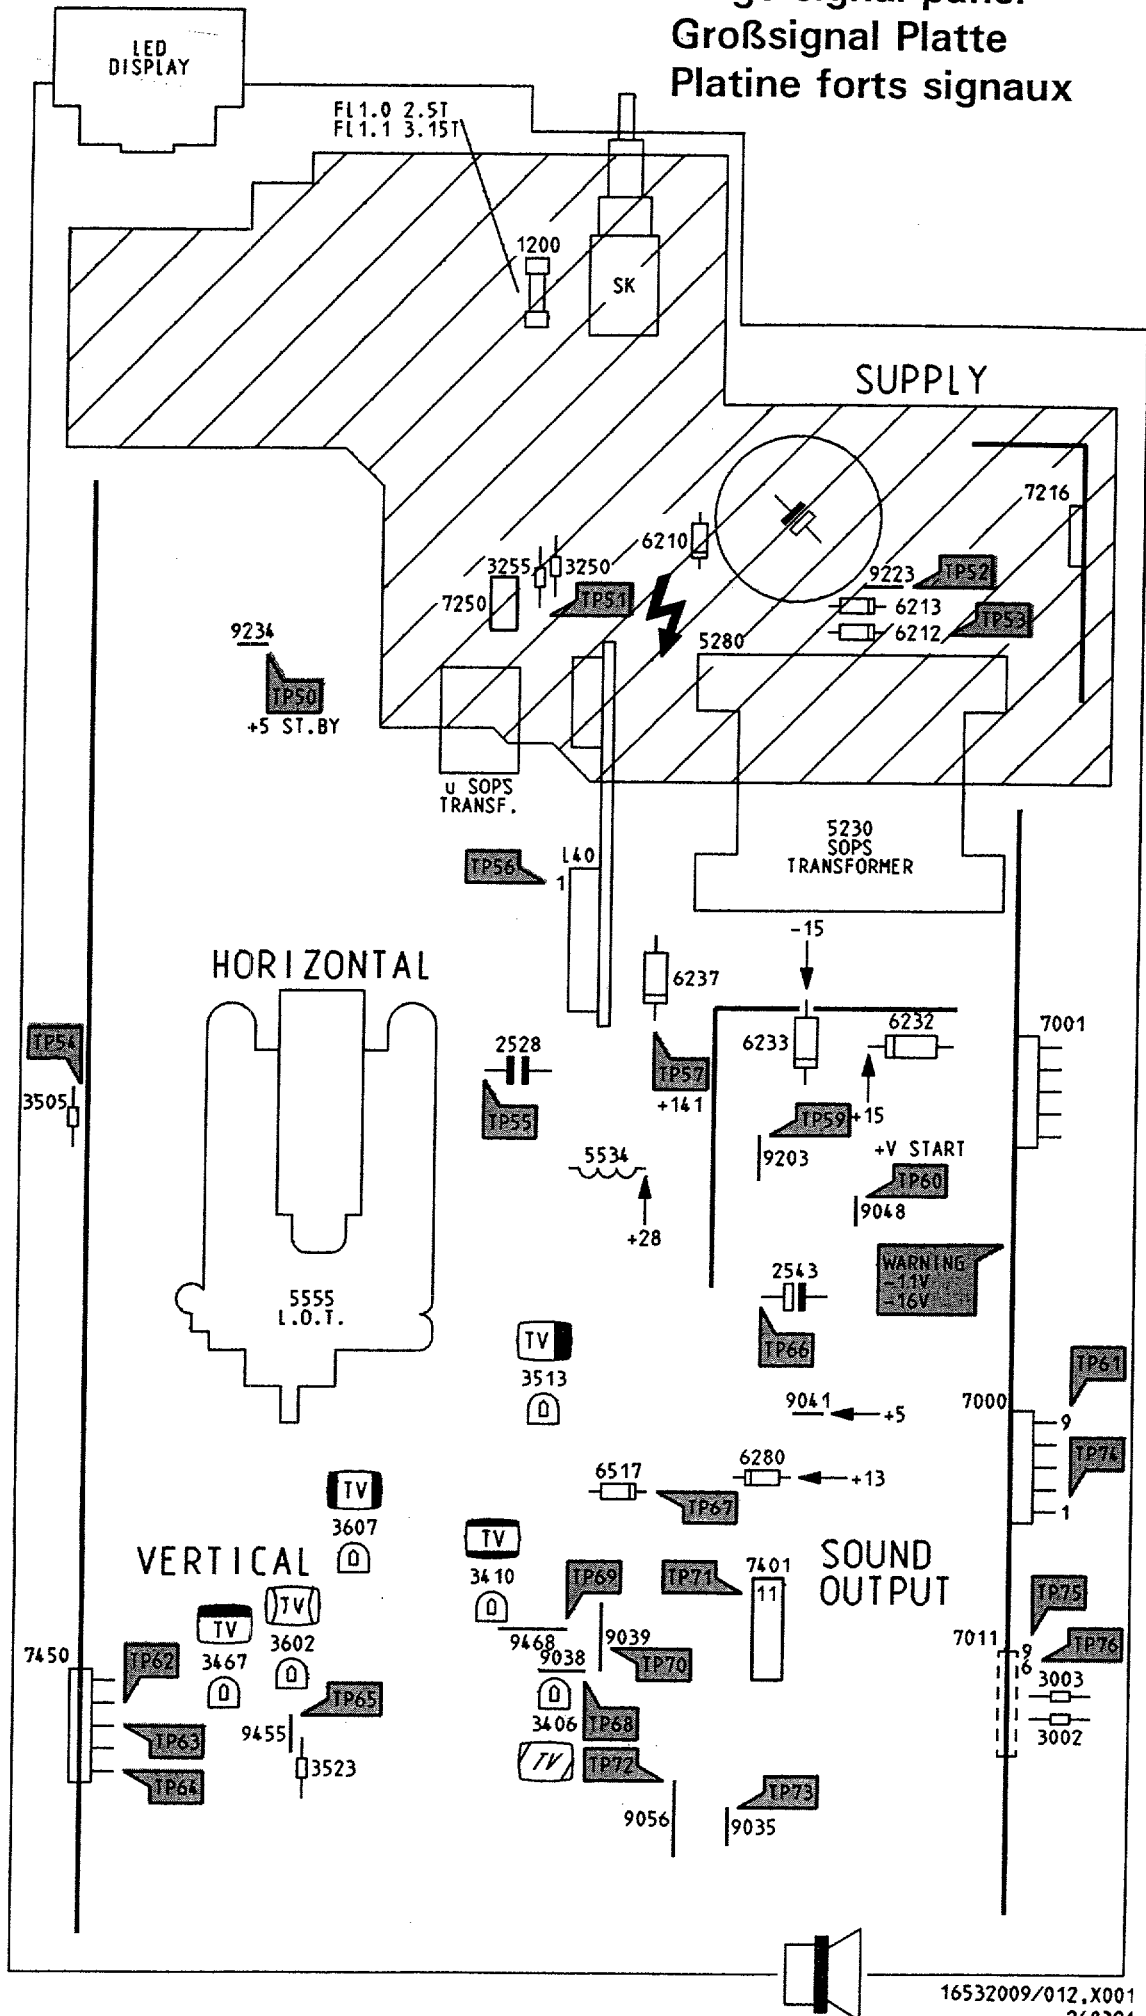 Großsignal Platte
Platine forts signaux
LED
DISPLAY
FL1.0 2.5T
FL1.1 3.15T
1200
SK
SUPPLY
7216
6210
3255
3250
7250
TP51
9223
TP52
6213
TP53
6212
5280
9234
TP50
+5 ST.BY
u SOPS
TRANSF.
5230
SOPS
TRANSFORMER
TP56
L40
1
-15
HORIZONTAL
6237
6232
7001
6233
TP54
2528
TP57
+141
3505
TP55
TP59
+15
9203
5534
+V START
TP60
9048
+28
WARNING
-11V
-16V
2543
5555
L.O.T.
TV
TP66
TP61
3513
9041
+5
7000
9
TP74
6280
+13
6517
TV
TP67
1
3607
TV
VERTICAL
SOUND
OUTPUT
3410
TP69
TP71
7401
11
TP75
TV
TV
3602
9468
9039
7011
9
6
TP76
7450
TP62
3467
9038
TP70
3003
TP65
3406
TP68
3002
TP63
9455
3523
TV
TP72
TP64
TP73
9056
9035
16532009/012,X001